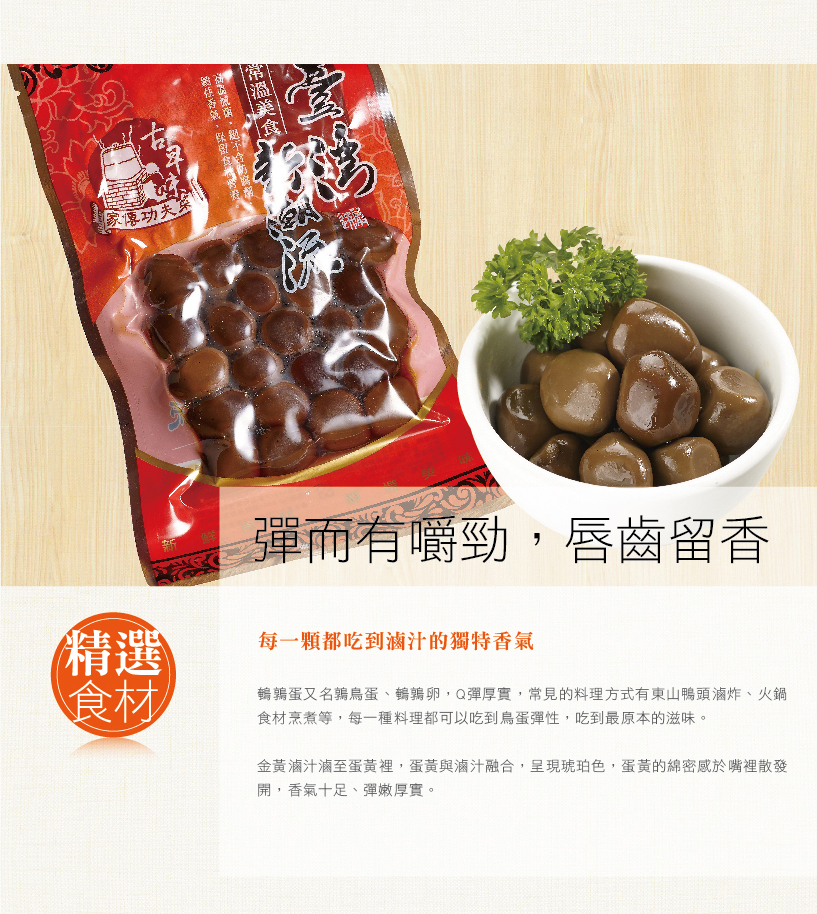 常溫美食
臺灣
新潮流
古早味
家傳功夫菜
新鮮
彈而有嚼勁，唇齒留香
精選
食材
每一顆都吃到滷汁的獨特香氣
鵪鶉蛋又名鶉鳥蛋、鵪鶉卵，Q彈厚實，常見的料理方式有東山鴨頭滷炸、火鍋
食材烹煮等，每一種料理都可以吃到鳥蛋彈性，吃到最原本的滋味。
金黃滷汁滷至蛋黃裡，蛋黃與滷汁融合，呈現琥珀色，蛋黃的綿密感於嘴裡散發
開，香氣十足、彈嫩厚實。